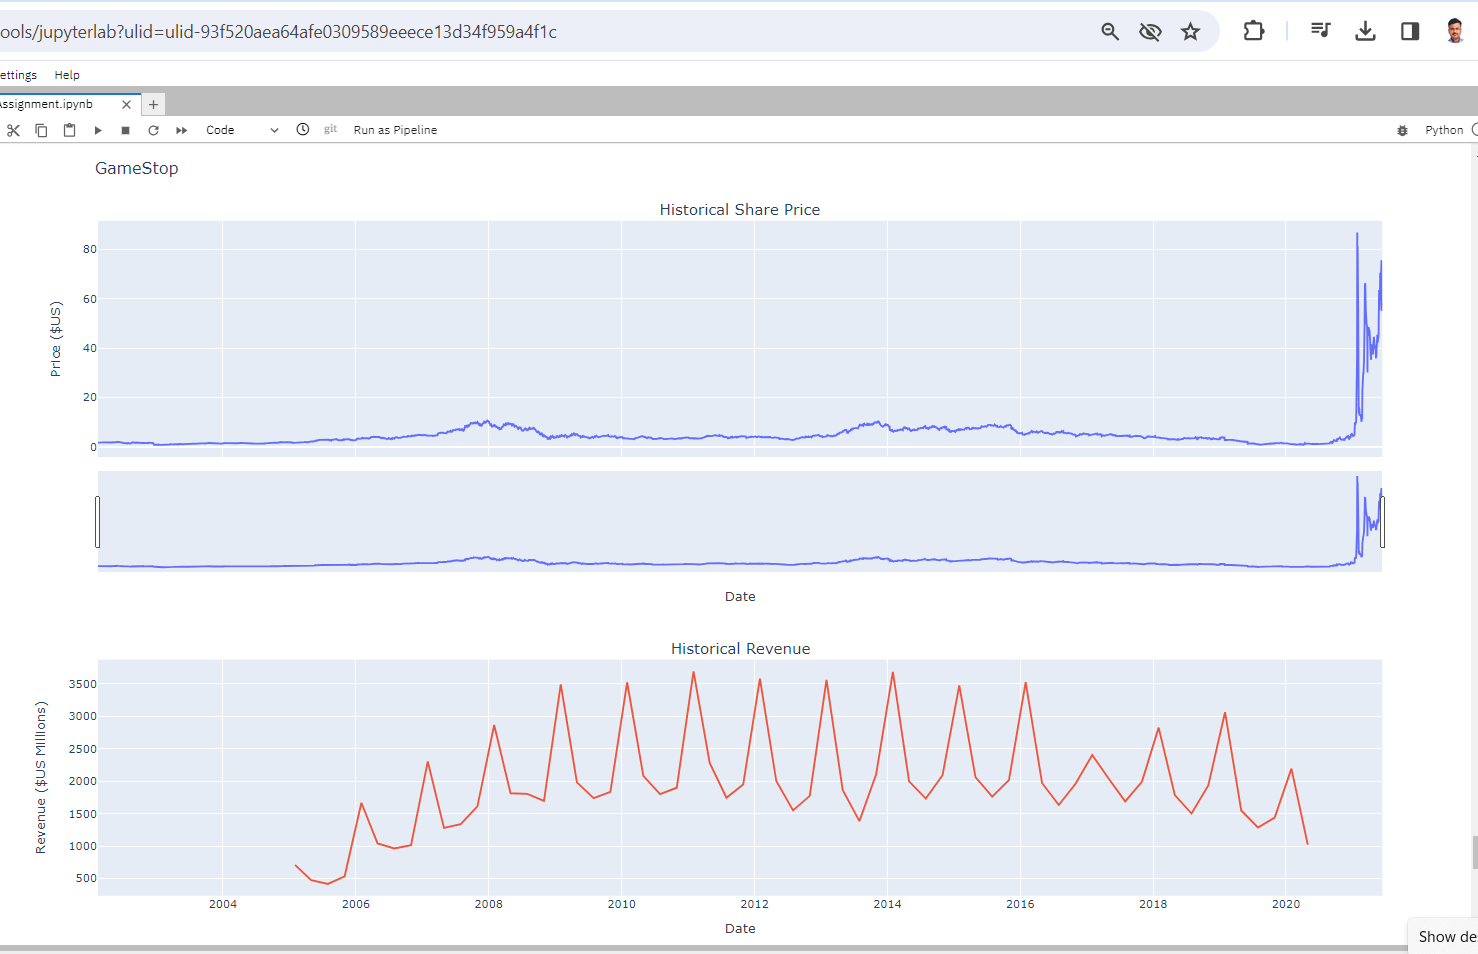 ools/jupyterlab?ulid=ulid-93f520aea64afe0309589eeece13d34f959a4f1c
ettings Help
Assignment.ipynb
Code git Run as Pipeline Python
GameStop
Historical Share Price
80
60
40
20
0
Price ($US)
Date
Historical Revenue
3500
3000
2500
2000
1500
1000
500
Revenue ($US Millions)
2004 2006 2008 2010 2012 2014 2016 2018 2020
Date
Show de